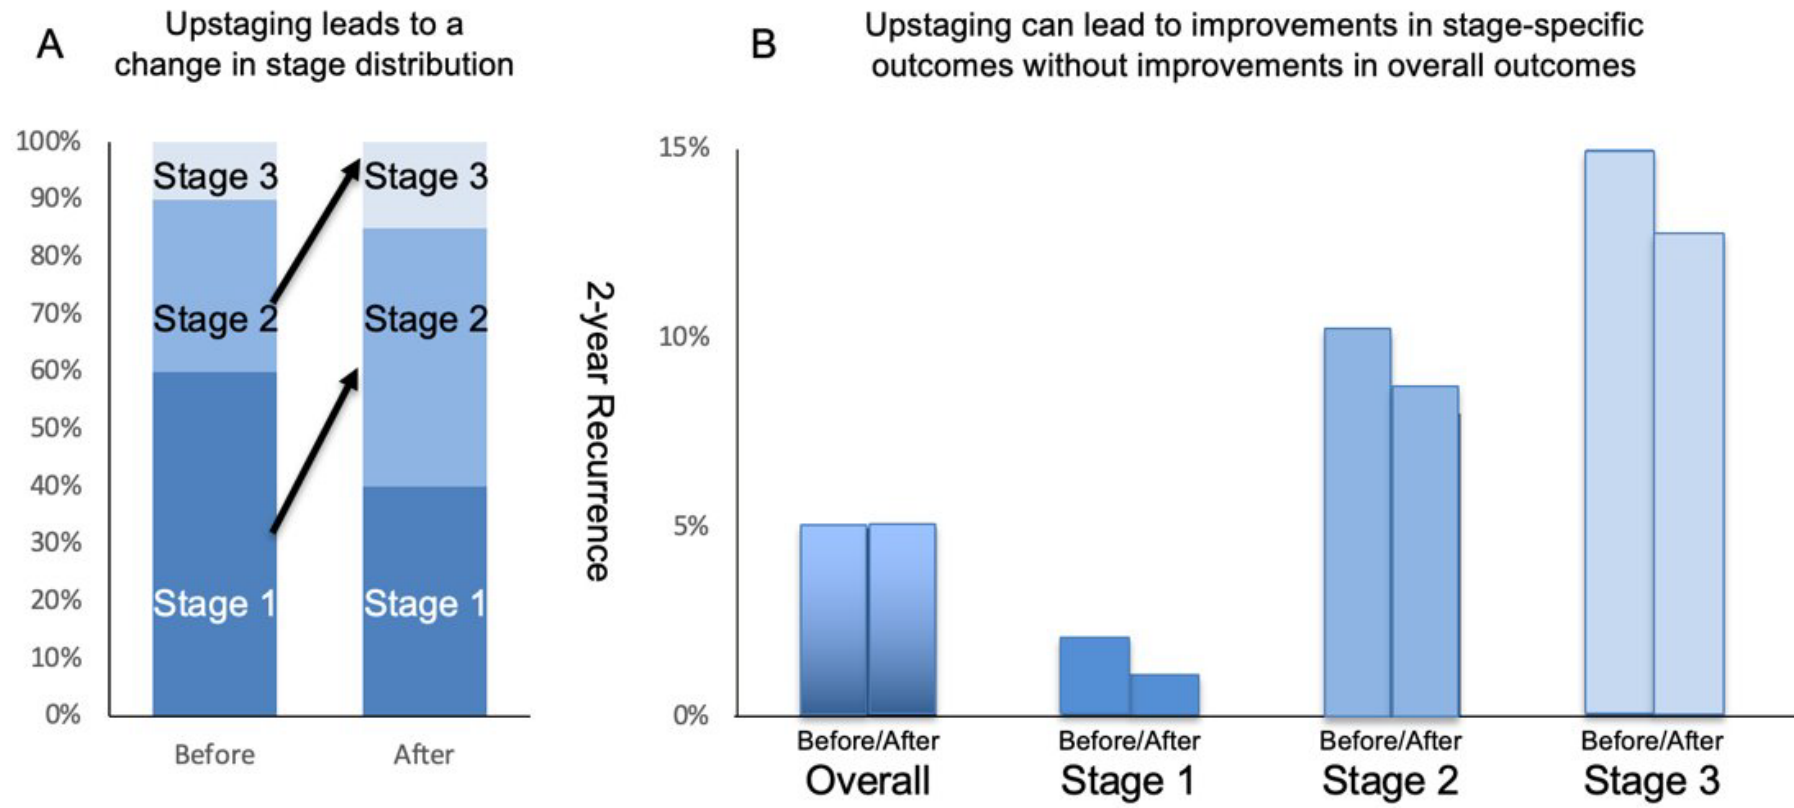 A
Upstaging leads to a
change in stage distribution
100%
90%
80%
70%
60%
50%
40%
30%
20%
10%
0%
Stage 3
Stage 2
Stage 1
Stage 3
Stage 2
Stage 1
Before
After
B
Upstaging can lead to improvements in stage-specific
outcomes without improvements in overall outcomes
2-year Recurrence
15%
10%
5%
0%
Before/After
Overall
Before/After
Stage 1
Before/After
Stage 2
Before/After
Stage 3